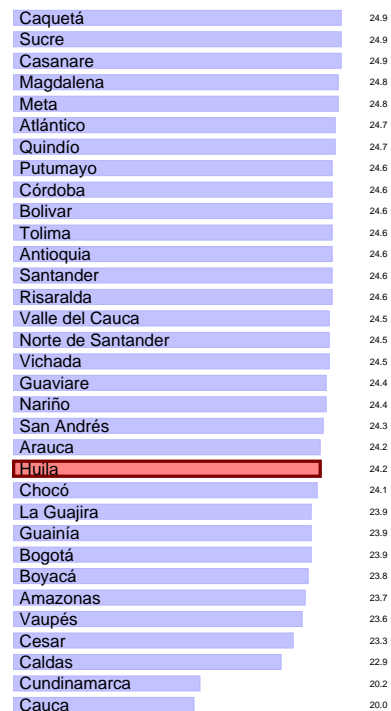 Caquetá 24.9
Sucre 24.9
Casanare 24.9
Magdalena 24.8
Meta 24.8
Atlántico 24.7
Quindío 24.7
Putumayo 24.6
Córdoba 24.6
Bolivar 24.6
Tolima 24.6
Antioquia 24.6
Santander 24.6
Risaralda 24.6
Valle del Cauca 24.5
Norte de Santander 24.5
Vichada 24.5
Guaviare 24.4
Nariño 24.4
San Andrés 24.3
Arauca 24.2
Huila 24.2
Chocó 24.1
La Guajira 23.9
Guainía 23.9
Bogotá 23.9
Boyacá 23.8
Amazonas 23.7
Vaupés 23.6
Cesar 23.3
Caldas 22.9
Cundinamarca 20.2
Cauca 20.0